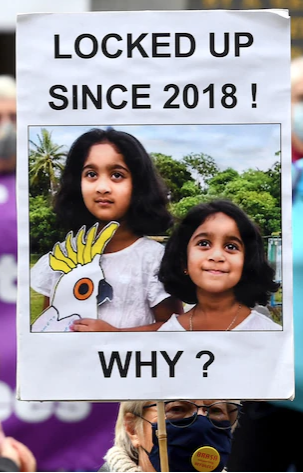 LOCKED UP
SINCE 2018 !
WHY ?